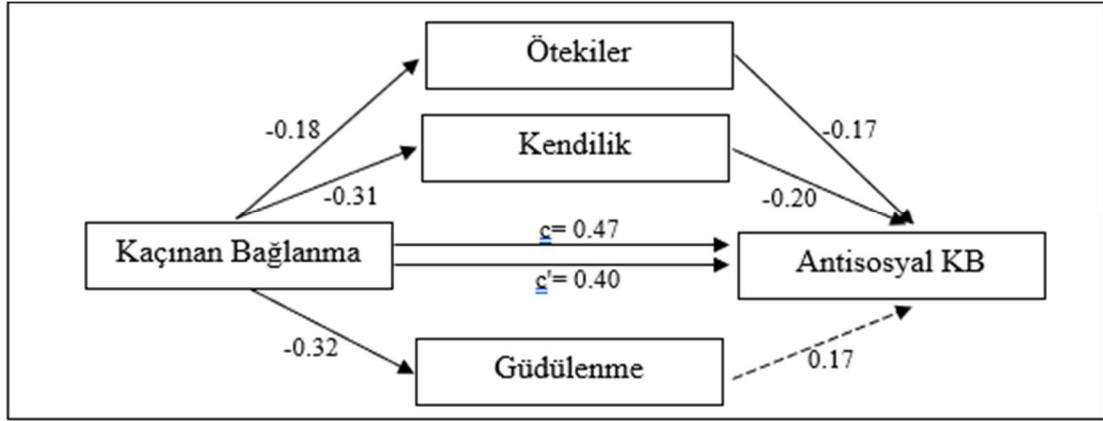 Ötekiler
-0.18
-0.17
Kendilik
-0.31
-0.20
Kaçınan Bağlanma
c= 0.47
c'= 0.40
Antisosyal KB
-0.32
Güdülenme
0.17